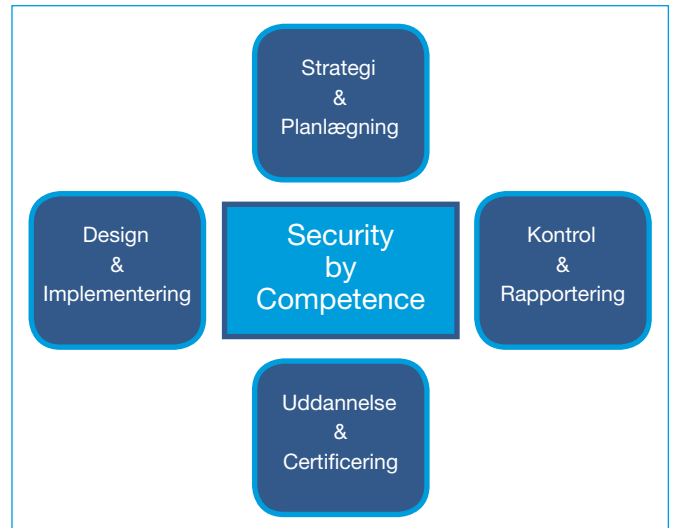 Strategi
&
Planlægning
Design
&
Implementering
Security
by
Competence
Kontrol
&
Rapportering
Uddannelse
&
Certificering